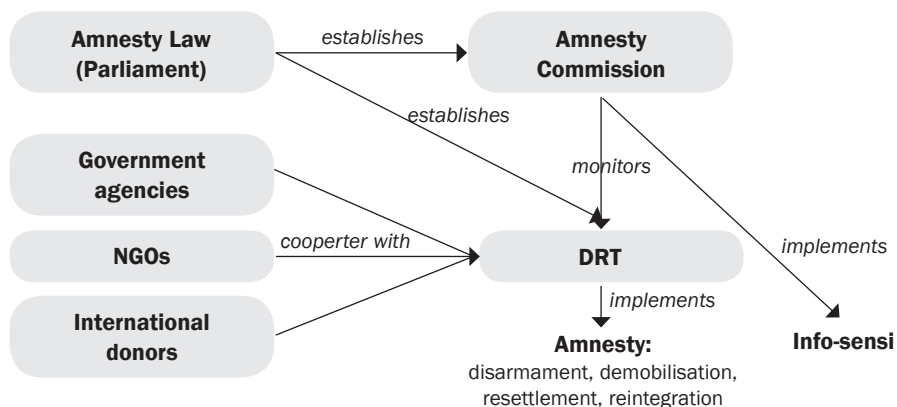 Amnesty Law
(Parliament)
establishes
Amnesty
Commission
establishes
Government
agencies
monitors
NGOs
cooperter with
DRT
implements
International
donors
implements
Info-sensi
Amnesty:
disarmament, demobilisation,
resettlement, reintegration